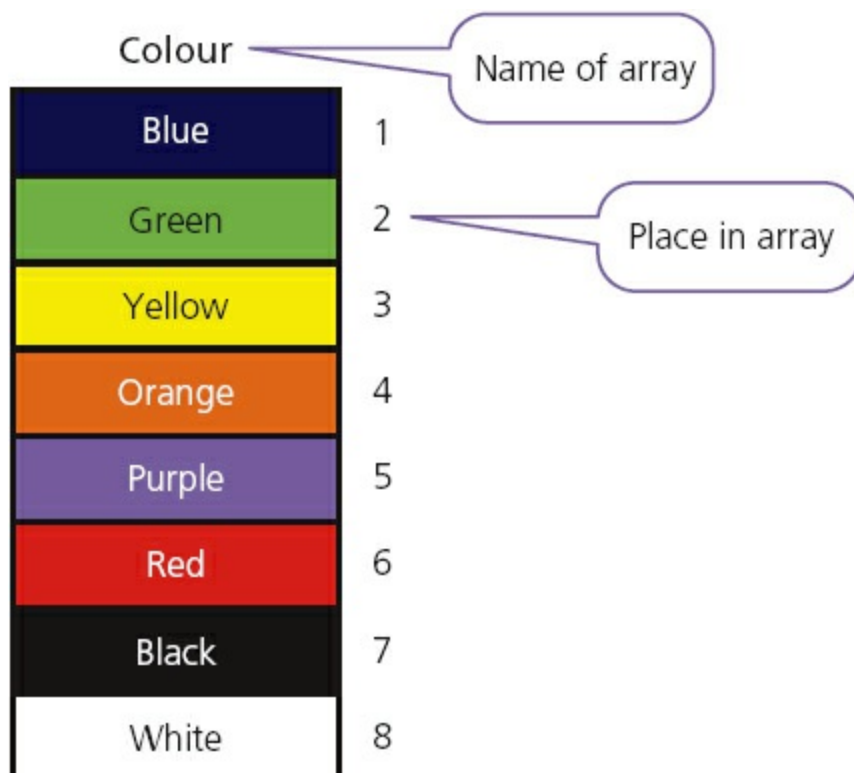 Colour
Name of array
Blue 1
Green 2
Place in array
Yellow 3
Orange 4
Purple 5
Red 6
Black 7
White 8